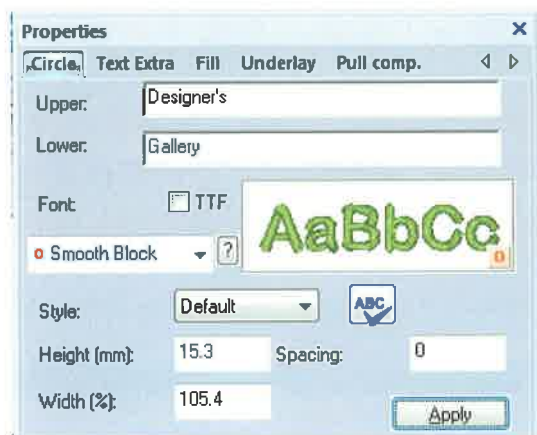 Properties
Circle Text Extra Fill Underlay Pull comp.
Upper: Designer's
Lower: Gallery
Font TTF
AaBbCc
o Smooth Block ?
o
Style: Default ABC
Height (mm): 15.3 Spacing: 0
Width (%): 105.4
Apply